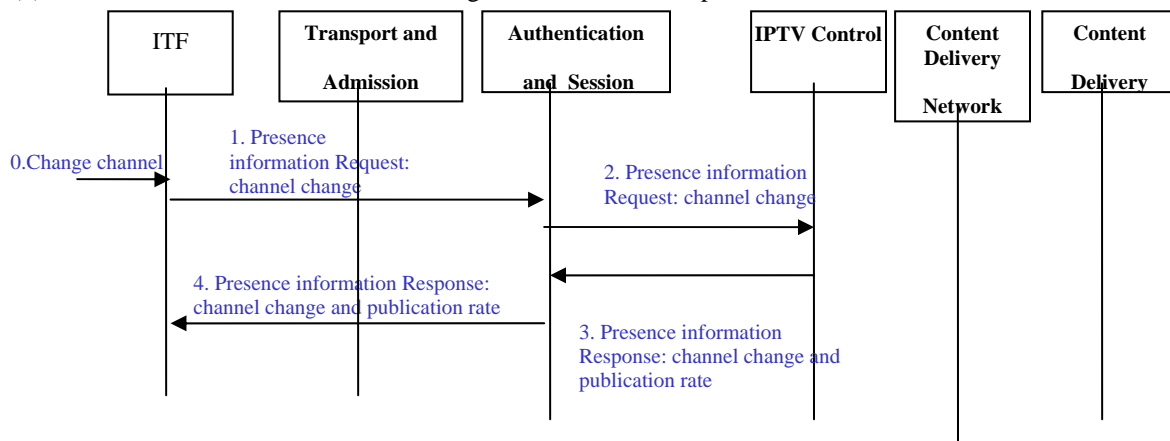 ITF
Transport and
Admission
Authentication
and Session
IPTV Control
Content
Delivery
Network
Content
Delivery
0.Change channel
1. Presence
information Request:
channel change
2. Presence information
Request: channel change
4. Presence information Response:
channel change and publication rate
3. Presence information
Response: channel change and
publication rate